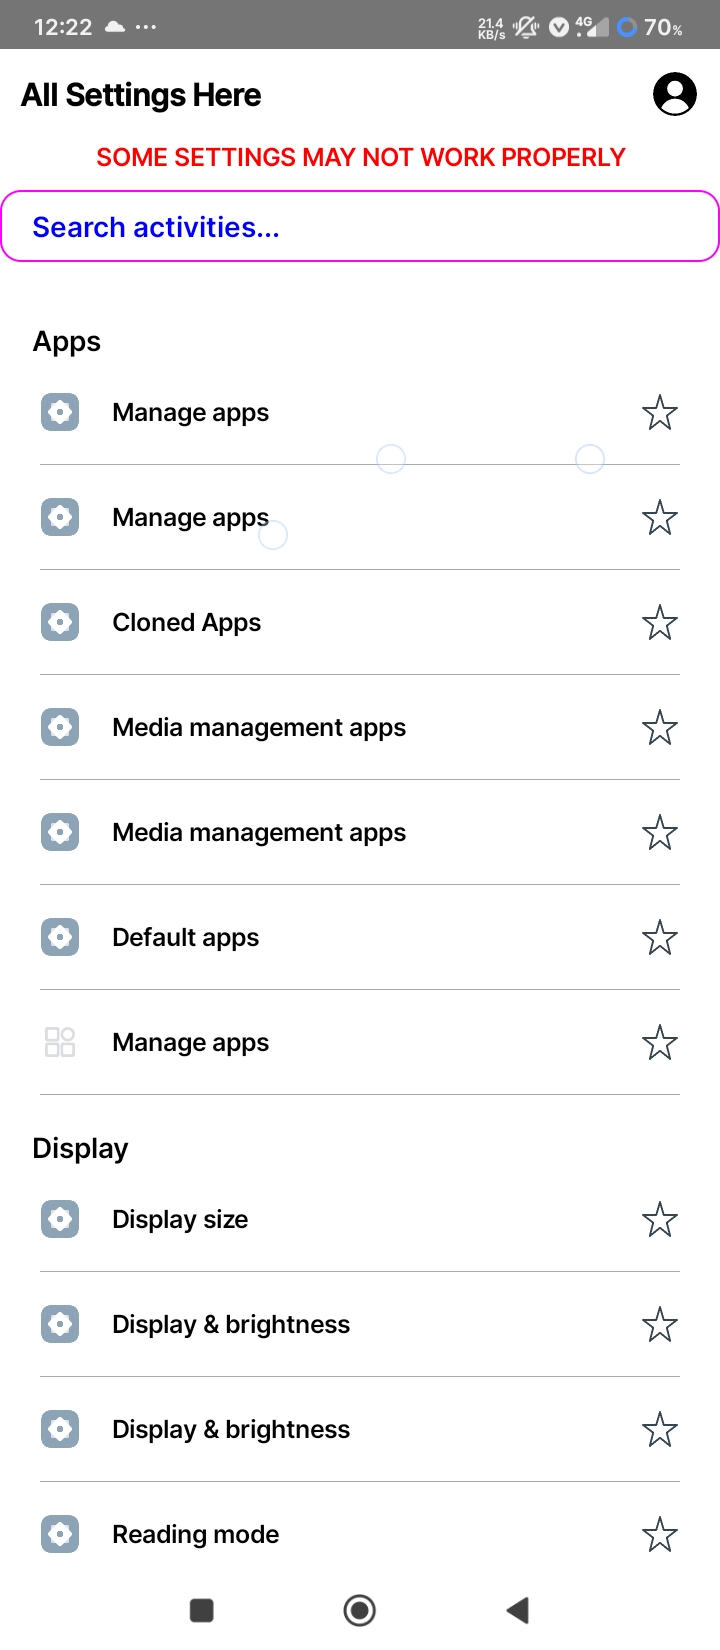 12:22 ... 21.4 KB/s 4G 70%
All Settings Here
SOME SETTINGS MAY NOT WORK PROPERLY
Search activities...
Apps
Manage apps
Manage apps
Cloned Apps
Media management apps
Media management apps
Default apps
Manage apps
Display
Display size
Display & brightness
Display & brightness
Reading mode